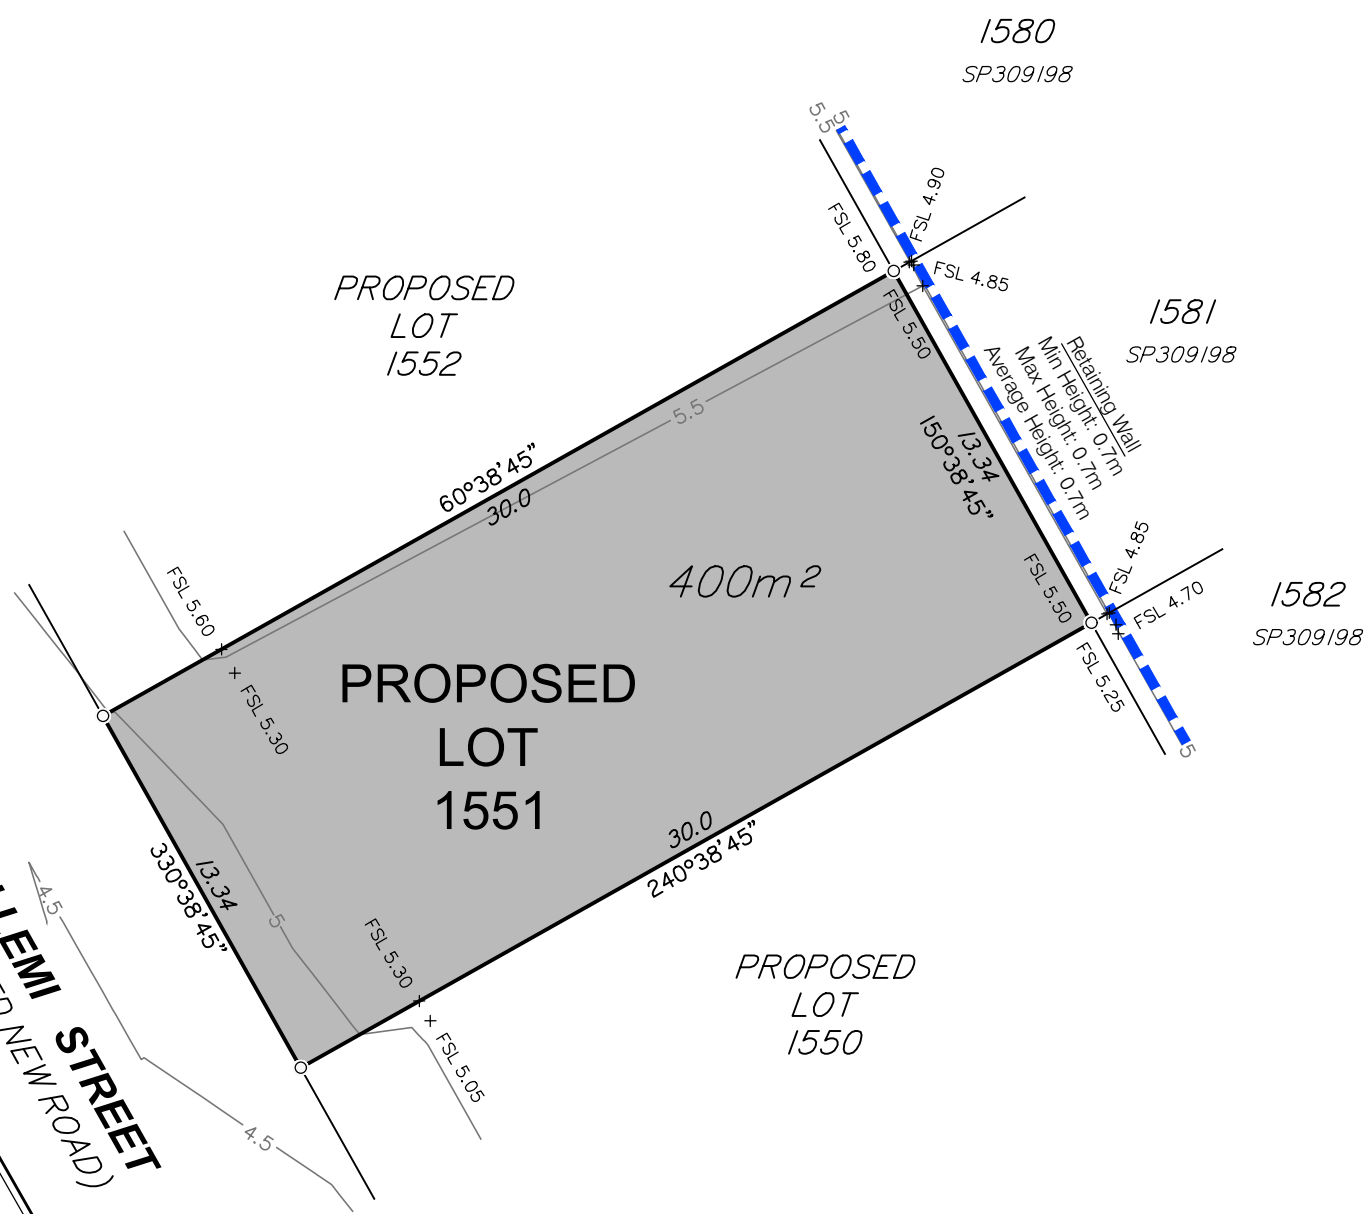 1580
SP309198
5.5
5
FSL 4.90
FSL 5.80
FSL 4.85
FSL 5.50
PROPOSED
LOT
1552
1581
SP309198
Retaining Wall
Min Height: 0.7m
Max Height: 0.7m
Average Height: 0.7m
5.5
60°38'45"
30.0
13.34
150°38'45"
400m²
FSL 5.60
FSL 5.30
PROPOSED
LOT
1551
FSL 5.50
FSL 4.85
FSL 4.70
FSL 5.25
1582
SP309198
5
30.0
240°38'45"
13.34
330°38'45"
5
4.5
FSL 5.30
FSL 5.05
PROPOSED
LOT
1550
STREET
NEW ROAD)
4.5